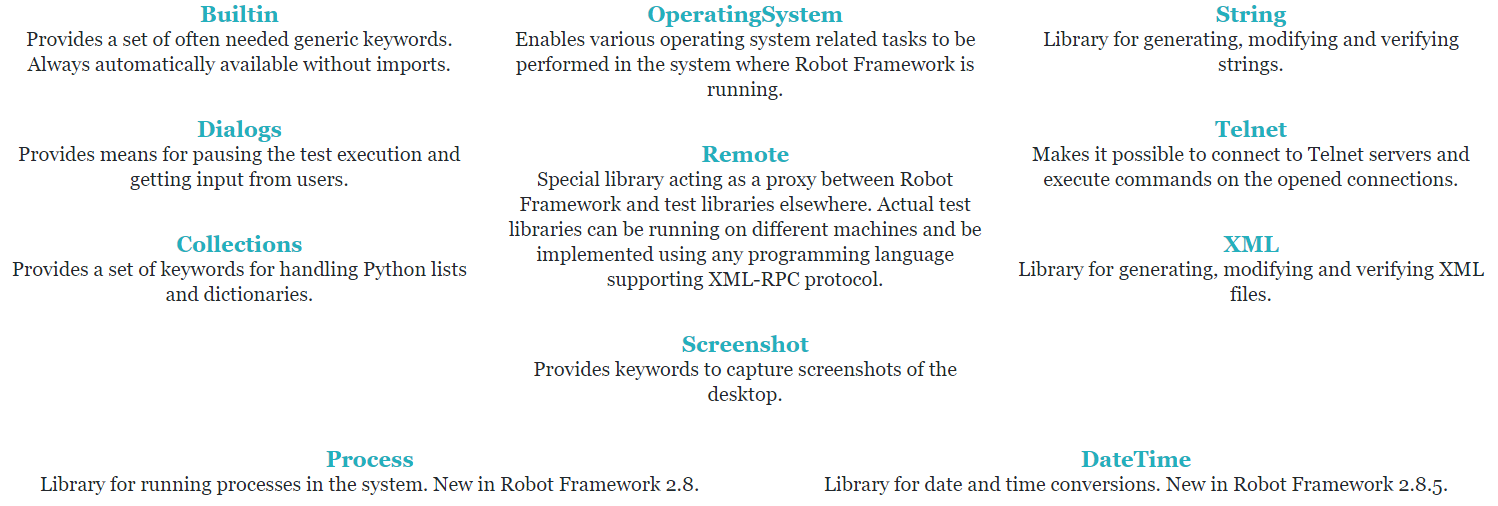 Builtin
Provides a set of often needed generic keywords.
Always automatically available without imports.
Dialogs
Provides means for pausing the test execution and
getting input from users.
Collections
Provides a set of keywords for handling Python lists
and dictionaries.
OperatingSystem
Enables various operating system related tasks to be
performed in the system where Robot Framework is
running.
Remote
Special library acting as a proxy between Robot
Framework and test libraries elsewhere. Actual test
libraries can be running on different machines and be
implemented using any programming language
supporting XML-RPC protocol.
Screenshot
Provides keywords to capture screenshots of the
desktop.
String
Library for generating, modifying and verifying
strings.
Telnet
Makes it possible to connect to Telnet servers and
execute commands on the opened connections.
XML
Library for generating, modifying and verifying XML
files.
Process
Library for running processes in the system. New in Robot Framework 2.8.
DateTime
Library for date and time conversions. New in Robot Framework 2.8.5.